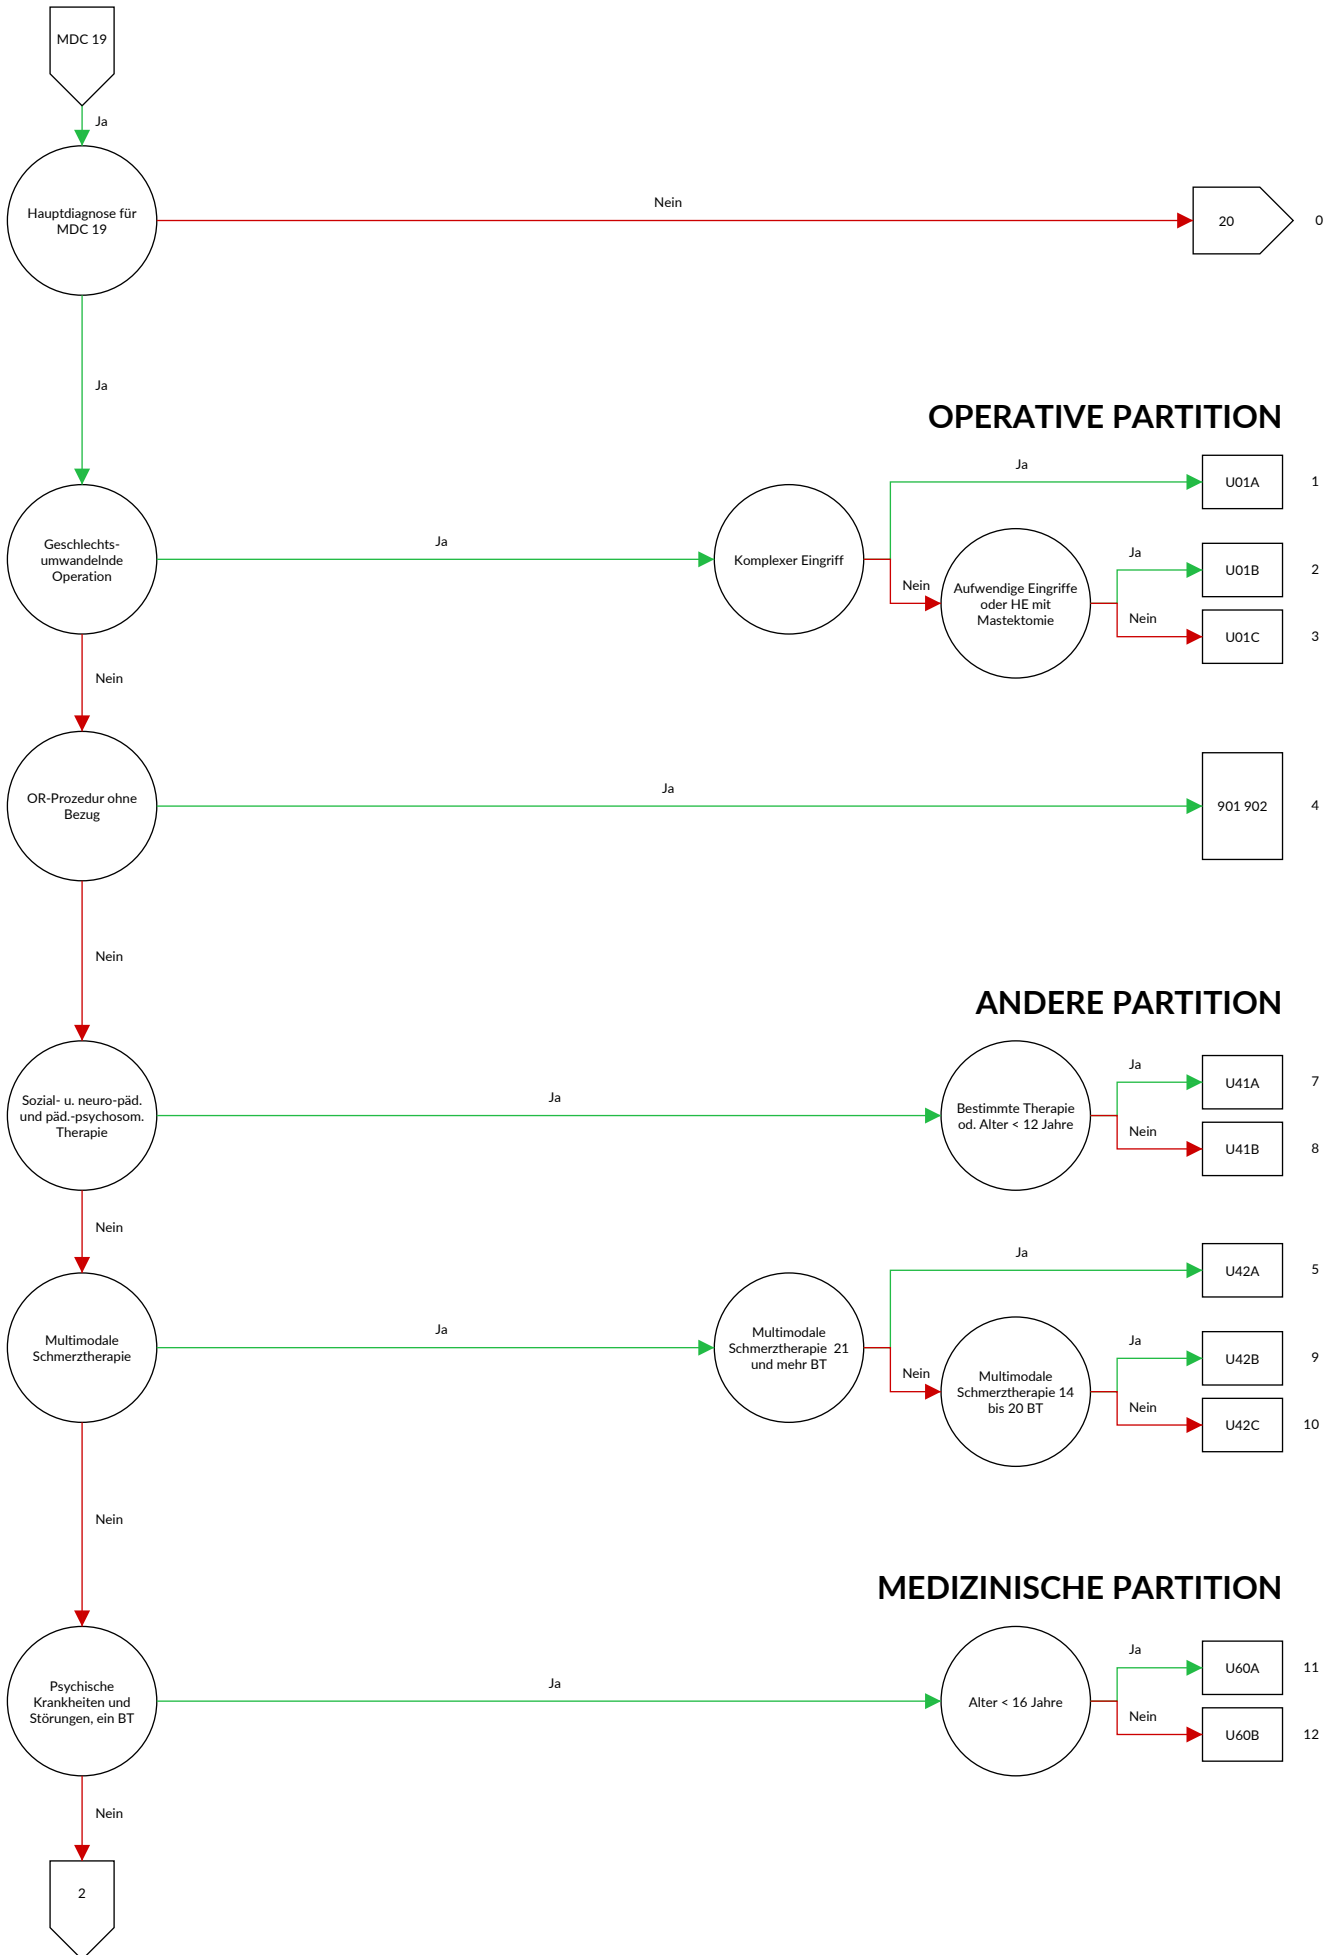 MDC 19
Ja
Hauptdiagnose für
MDC 19
Nein
20
0
Ja
OPERATIVE PARTITION
Geschlechts-
umwandelnde
Operation
Ja
Komplexer Eingriff
Ja
U01A
1
Nein
Aufwendige Eingriffe
oder HE mit
Mastektomie
Ja
U01B
2
Nein
U01C
3
Nein
OR-Prozedur ohne
Bezug
Ja
901 902
4
Nein
ANDERE PARTITION
Sozial- u. neuro-päd.
und päd.-psychosom.
Therapie
Ja
Bestimmte Therapie
od. Alter < 12 Jahre
Ja
U41A
7
Nein
U41B
8
Nein
Multimodale
Schmerztherapie
Ja
Multimodale
Schmerztherapie 21
und mehr BT
Ja
U42A
5
Nein
Multimodale
Schmerztherapie 14
bis 20 BT
Ja
U42B
9
Nein
U42C
10
Nein
MEDIZINISCHE PARTITION
Psychische
Krankheiten und
Störungen, ein BT
Ja
Alter < 16 Jahre
Ja
U60A
11
Nein
U60B
12
Nein
2